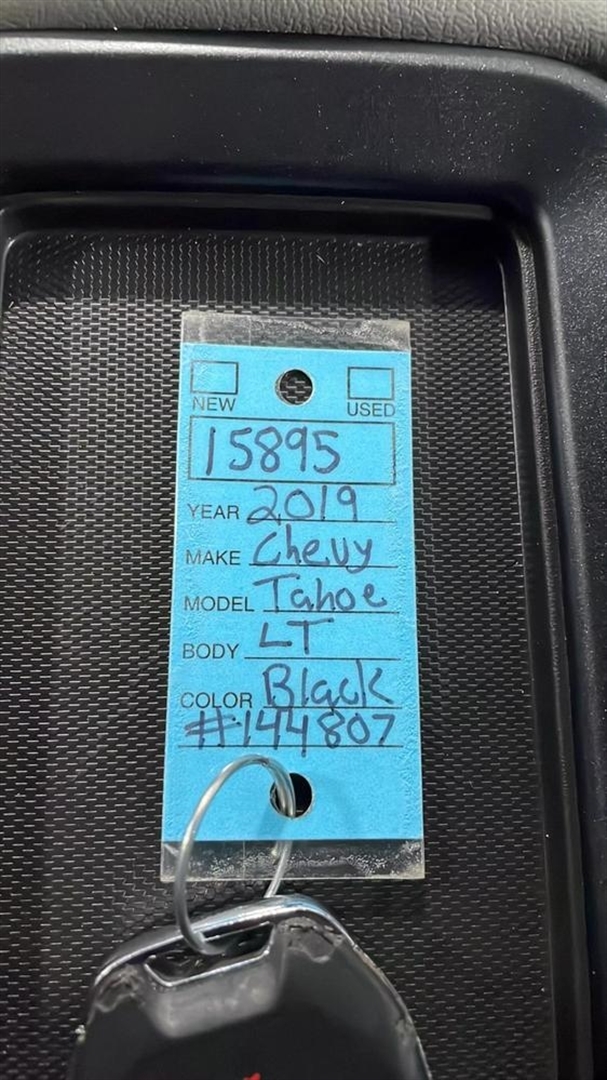 NEW USED
15895
YEAR 2019
MAKE Chevy
MODEL Tahoe
BODY LT
COLOR Black
#144807